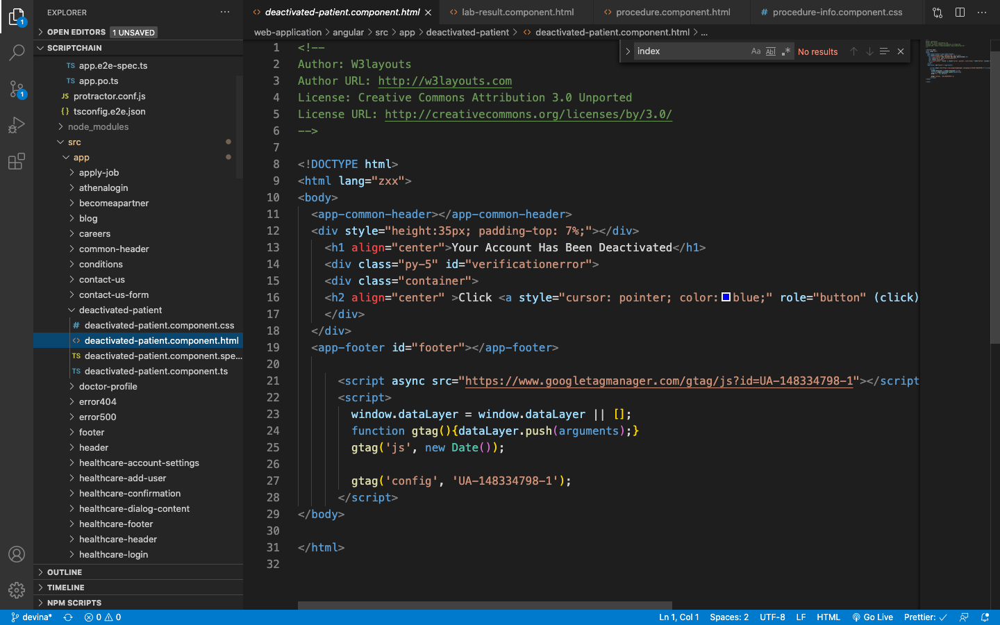 EXPLORER
OPEN EDITORS 1 UNSAVED
SCRIPTCHAIN
TS app.e2e-spec.ts
TS app.po.ts
JS protractor.conf.js
{} tsconfig.e2e.json
node_modules
src
app
apply-job
athenalogin
becomeapartner
blog
careers
common-header
conditions
contact-us
contact-us-form
deactivated-patient
# deactivated-patient.component.css
<> deactivated-patient.component.html
TS deactivated-patient.component.spe...
TS deactivated-patient.component.ts
doctor-profile
error404
error500
footer
header
healthcare-account-settings
healthcare-add-user
healthcare-confirmation
healthcare-dialog-content
healthcare-footer
healthcare-header
healthcare-login
OUTLINE
TIMELINE
NPM SCRIPTS
1
1
<> deactivated-patient.component.html
<> lab-result.component.html
<> procedure.component.html
# procedure-info.component.css
web-application > angular > src > app > deactivated-patient > <> deactivated-patient.component.html > ...
index Aa Abl .* No results
1 <!--
2 Author: W3layouts
3 Author URL: http://w3layouts.com
4 License: Creative Commons Attribution 3.0 Unported
5 License URL: http://creativecommons.org/licenses/by/3.0/
6 -->
7
8 <!DOCTYPE html>
9 <html lang="zxx">
10 <body>
11 <app-common-header></app-common-header>
12 <div style="height:35px; padding-top: 7%;"></div>
13 <h1 align="center">Your Account Has Been Deactivated</h1>
14 <div class="py-5" id="verificationerror">
15 <div class="container">
16 <h2 align="center" >Click <a style="cursor: pointer; color:blue;" role="button" (click)
17 </div>
18 </div>
19 <app-footer id="footer"></app-footer>
20
21 <script async src="https://www.googletagmanager.com/gtag/js?id=UA-148334798-1"></script
22 <script>
23 window.dataLayer = window.dataLayer || [];
24 function gtag(){dataLayer.push(arguments);}
25 gtag('js', new Date());
26
27 gtag('config', 'UA-148334798-1');
28 </script>
29 </body>
30
31 </html>
32
devina* 0 0 Ln 1, Col 1 Spaces: 2 UTF-8 LF HTML Go Live Prettier: ✓